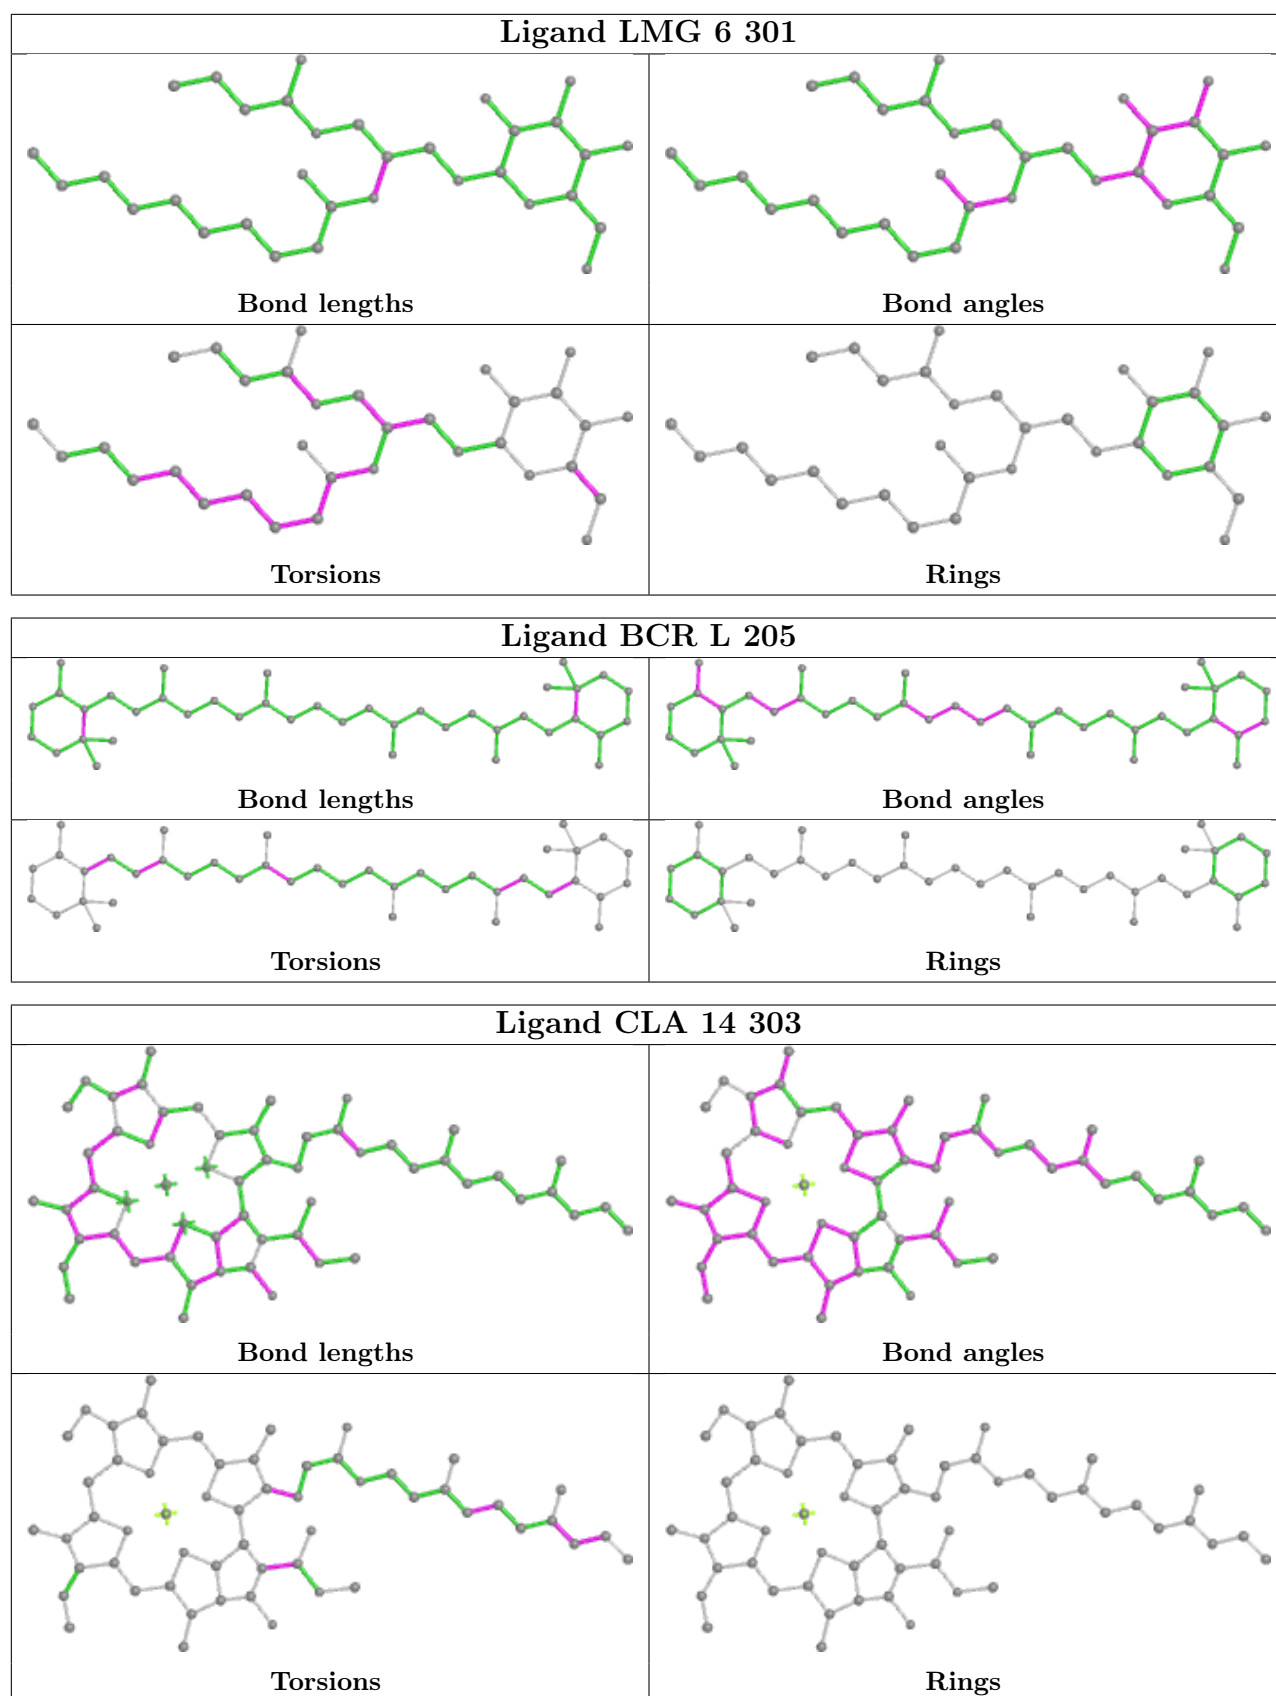 Ligand LMG 6 301
Bond lengths
Bond angles
Torsions
Rings
Ligand BCR L 205
Bond lengths
Bond angles
Torsions
Rings
Ligand CLA 14 303
Bond lengths
Bond angles
Torsions
Rings